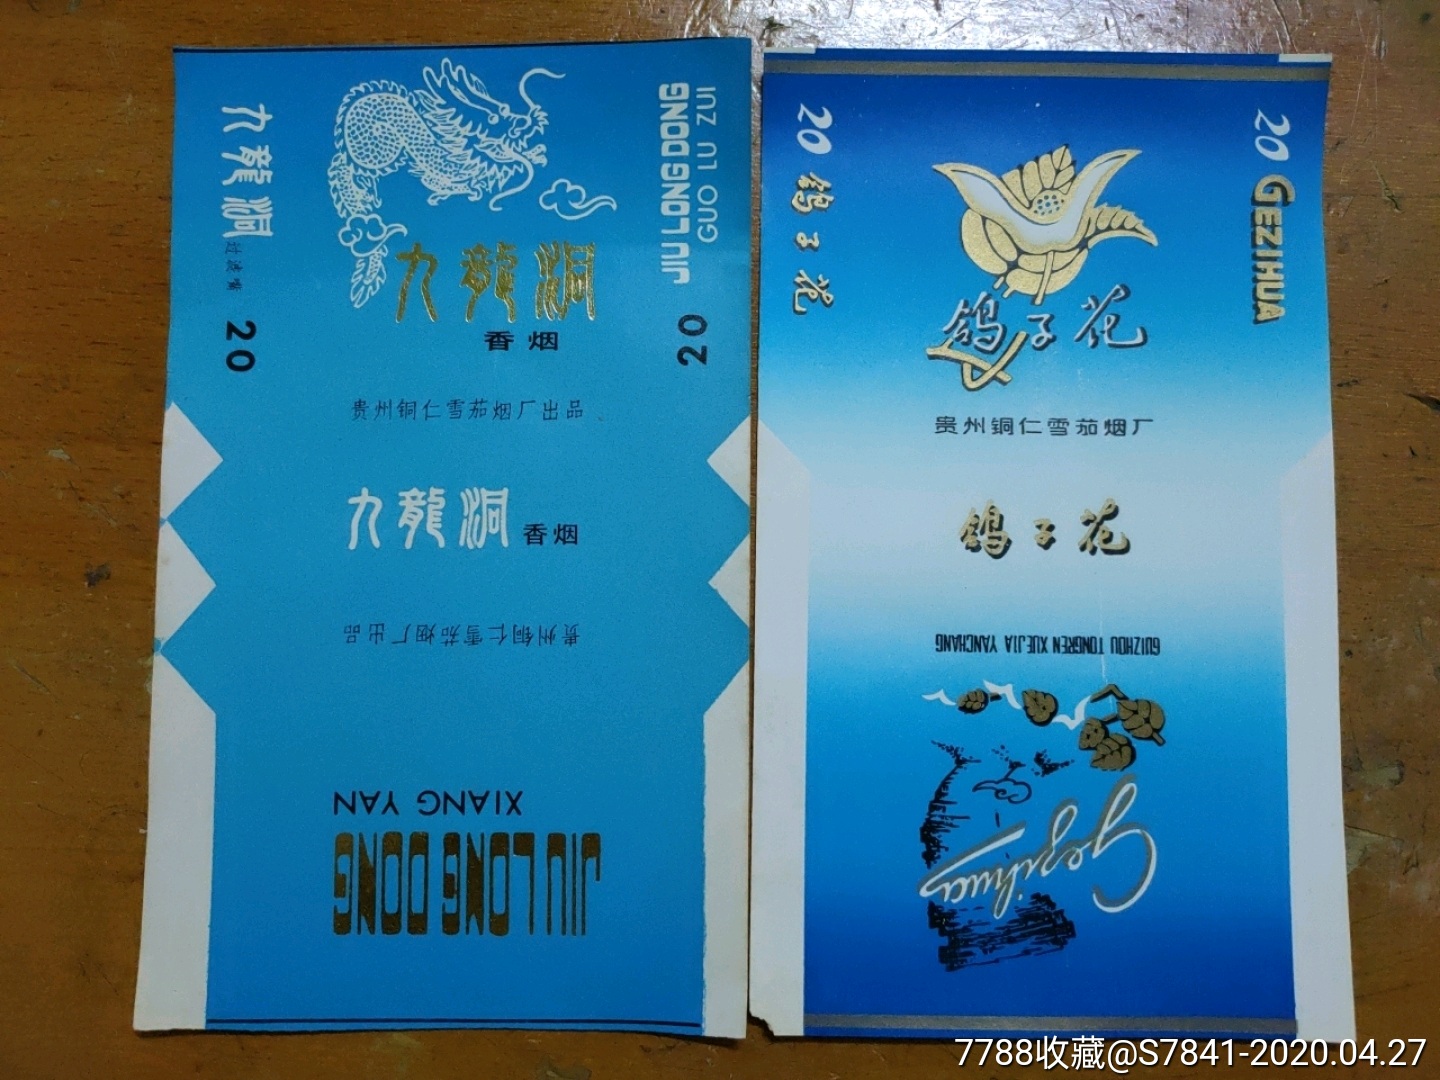 九龍洞
过滤嘴
20
JIU LONG DONG
GUO LU ZUI
20
九龍洞
香烟
贵州铜仁雪茄烟厂出品
九龍洞
香烟
贵州铜仁雪茄烟厂出品
XIANG YAN
JIU LONG DONG
20 鸽子花
20 GEZIHUA
鸽子花
贵州铜仁雪茄烟厂
鸽子花
GUIZHOU TONGREN XUEJIA YANCHANG
Gezihua
7788收藏@S7841-2020.04.27